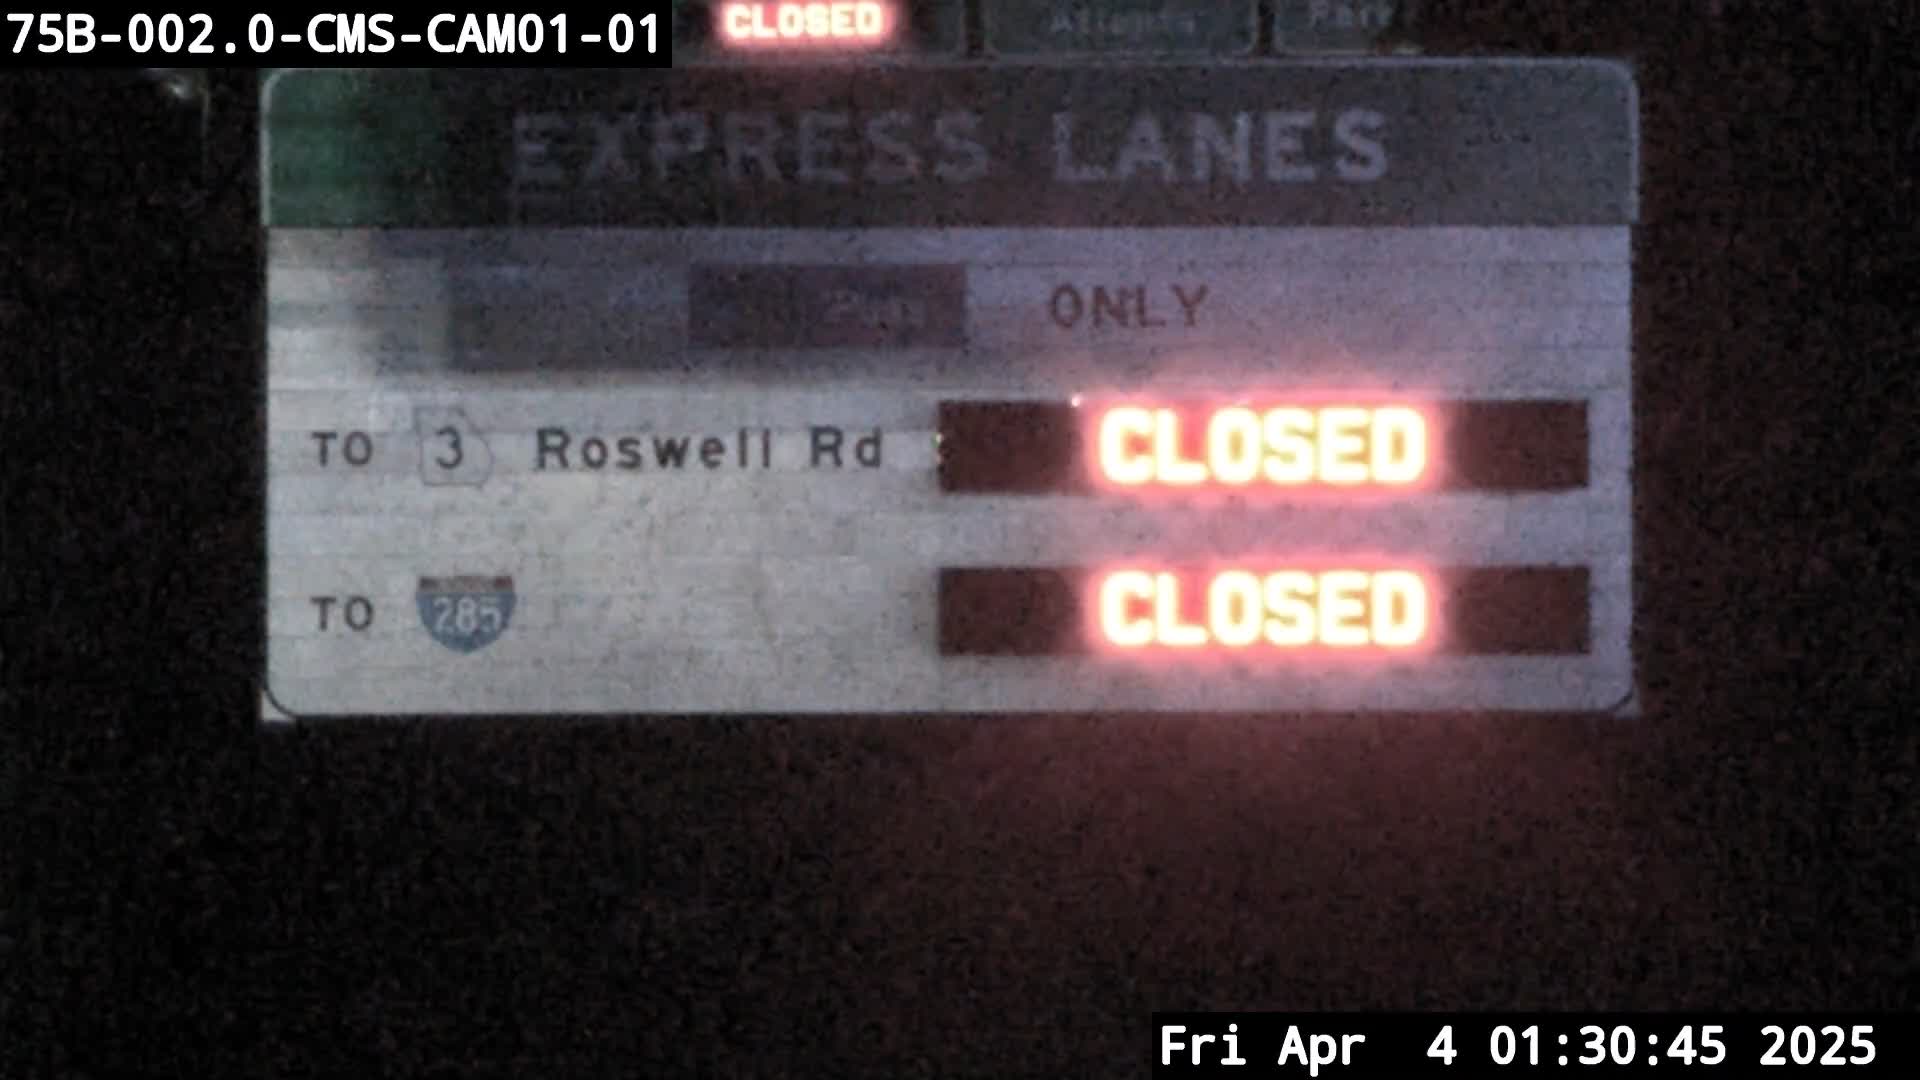 75B-002.0-CMS-CAM01-01
CLOSED
Atlanta
EXPRESS LANES
ONLY
TO 3 Roswell Rd CLOSED
TO 285 CLOSED
Fri Apr 4 01:30:45 2025